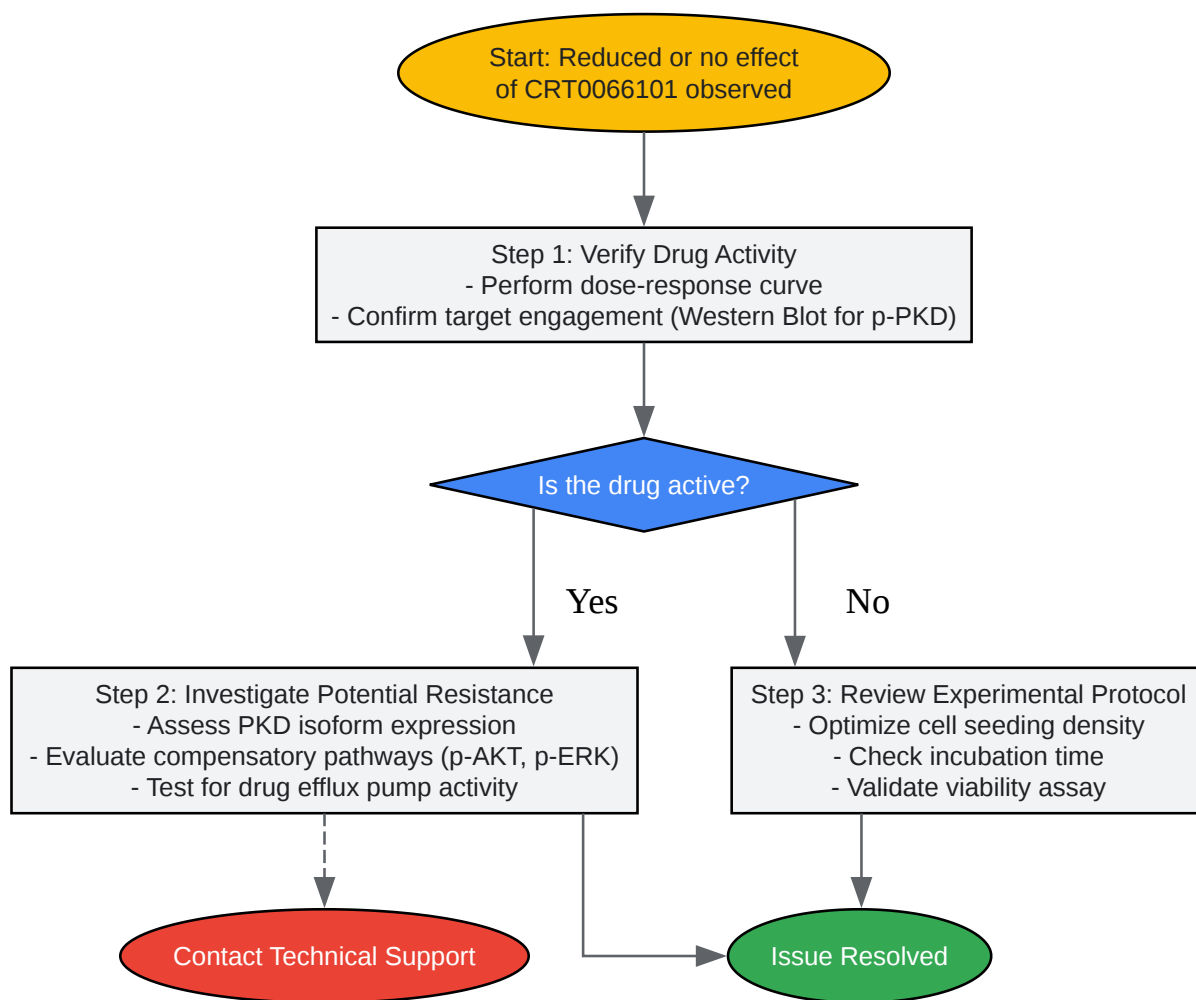 Start: Reduced or no effect
of CRT0066101 observed
Step 1: Verify Drug Activity
- Perform dose-response curve
- Confirm target engagement (Western Blot for p-PKD)
Is the drug active?
Yes
No
Step 2: Investigate Potential Resistance
- Assess PKD isoform expression
- Evaluate compensatory pathways (p-AKT, p-ERK)
- Test for drug efflux pump activity
Step 3: Review Experimental Protocol
- Optimize cell seeding density
- Check incubation time
- Validate viability assay
Contact Technical Support
Issue Resolved